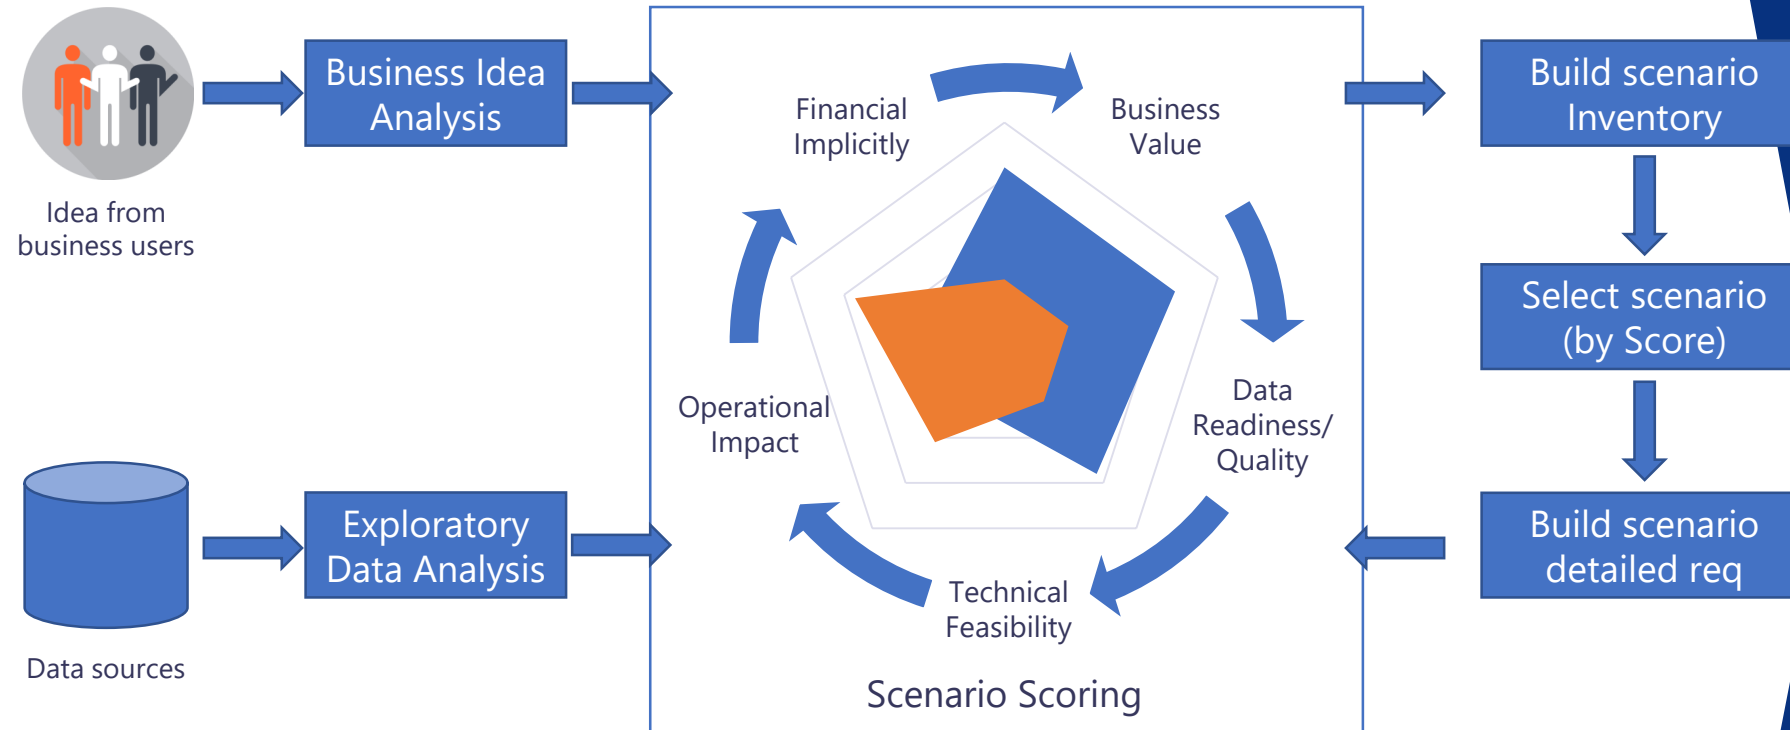 Idea from
business users
Business Idea
Analysis
Data sources
Exploratory
Data Analysis
Financial
Implicitly
Business
Value
Data
Readiness/
Quality
Technical
Feasibility
Operational
Impact
Scenario Scoring
Build scenario
Inventory
Select scenario
(by Score)
Build scenario
detailed req